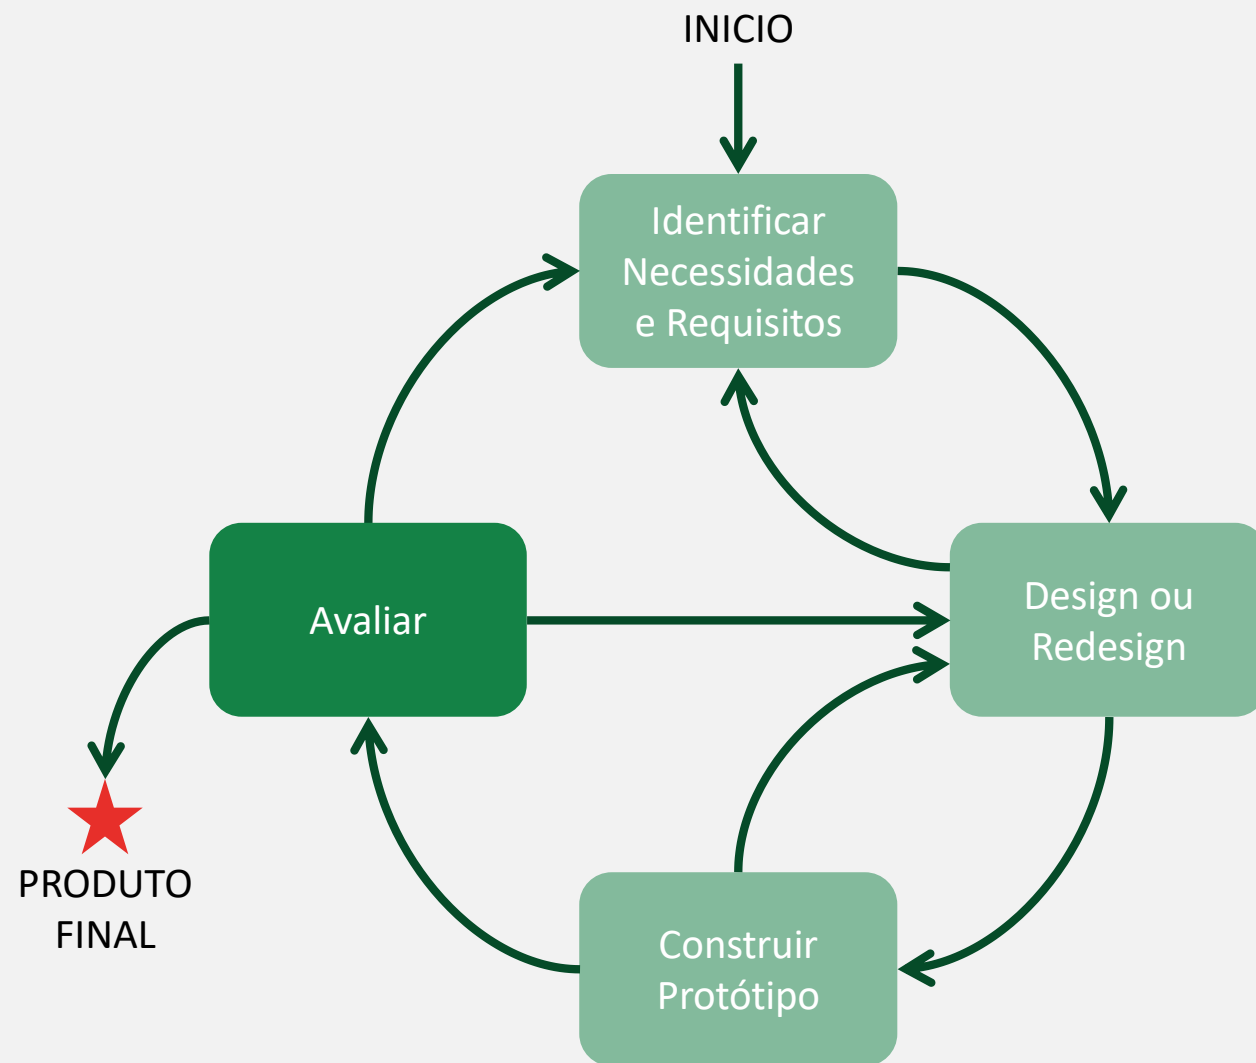 INICIO
Identificar
Necessidades
e Requisitos
Avaliar
Design ou
Redesign
PRODUTO
FINAL
Construir
Protótipo